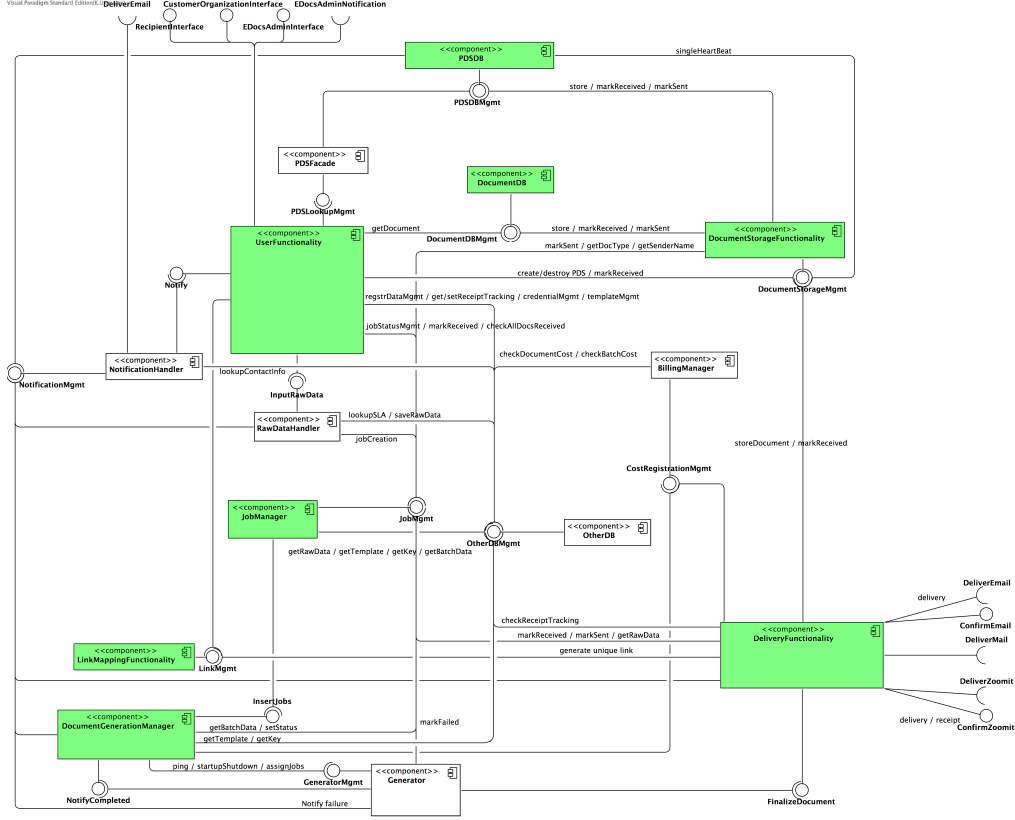 Visual Paradigm Standard Edition(K.U.
DeliverEmail
CustomerOrganizationInterface
EDocsAdminNotification
RecipientInterface
EDocsAdminInterface
<<component>>
PDSDB
singleHeartBeat
store / markReceived / markSent
PDSDBMgmt
<<component>>
PDSFacade
<<component>>
DocumentDB
PDSLookupMgmt
<<component>>
UserFunctionality
getDocument
DocumentDBMgmt
store / markReceived / markSent
<<component>>
DocumentStorageFunctionality
markSent / getDocType / getSenderName
create/destroy PDS / markReceived
Notify
DocumentStorageMgmt
regstrDataMgmt / get/setReceiptTracking / credentialMgmt / templateMgmt
jobStatusMgmt / markReceived / checkAllDocsReceived
<<component>>
NotificationHandler
checkDocumentCost / checkBatchCost
<<component>>
BillingManager
lookupContactInfo
NotificationMgmt
InputRawData
<<component>>
RawDataHandler
lookupSLA / saveRawData
jobCreation
storeDocument / markReceived
CostRegistrationMgmt
<<component>>
JobManager
JobMgmt
<<component>>
OtherDB
OtherDBMgmt
getRawData / getTemplate / getKey / getBatchData
DeliverEmail
delivery
ConfirmEmail
checkReceiptTracking
<<component>>
DeliveryFunctionality
markReceived / markSent / getRawData
DeliverMail
generate unique link
<<component>>
LinkMappingFunctionality
LinkMgmt
DeliverZoomit
InsertJobs
<<component>>
DocumentGenerationManager
getBatchData / setStatus
markFailed
delivery / receipt
ConfirmZoomit
getTemplate / getKey
ping / startupShutdown / assignJobs
GeneratorMgmt
<<component>>
Generator
NotifyCompleted
Notify failure
FinalizeDocument